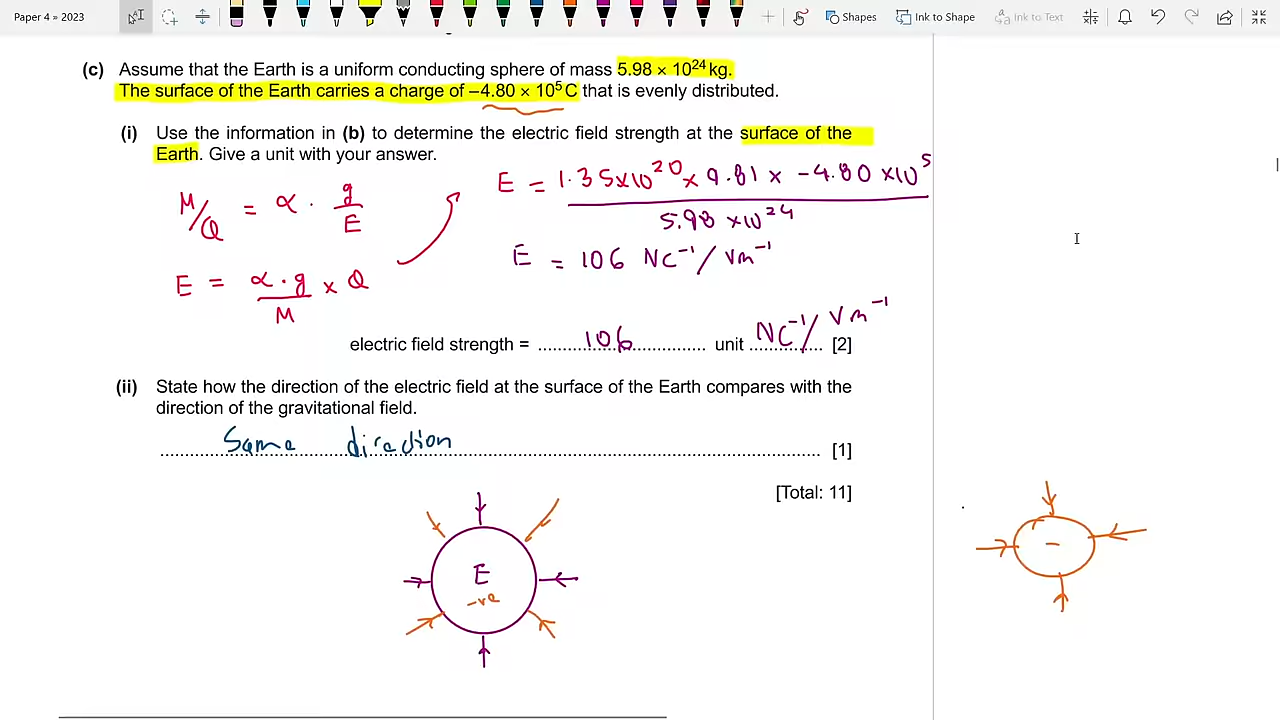 Paper 4 » 2023
Shapes
Ink to Shape
Ink to Text
(c) Assume that the Earth is a uniform conducting sphere of mass 5.98 × 10²⁴ kg.
The surface of the Earth carries a charge of −4.80 × 10⁵ C that is evenly distributed.
(i) Use the information in (b) to determine the electric field strength at the surface of the
Earth. Give a unit with your answer.
M/Q = α · g/E
E = α·g/M × Q
E = 1.35×10²⁰ × 9.81 × −4.80 ×10⁵
5.98 ×10²⁴
E = 106 NC⁻¹/ Vm⁻¹
electric field strength = 106 unit NC⁻¹/ Vm⁻¹ [2]
(ii) State how the direction of the electric field at the surface of the Earth compares with the
direction of the gravitational field.
Same direction [1]
[Total: 11]
E
-ve
−